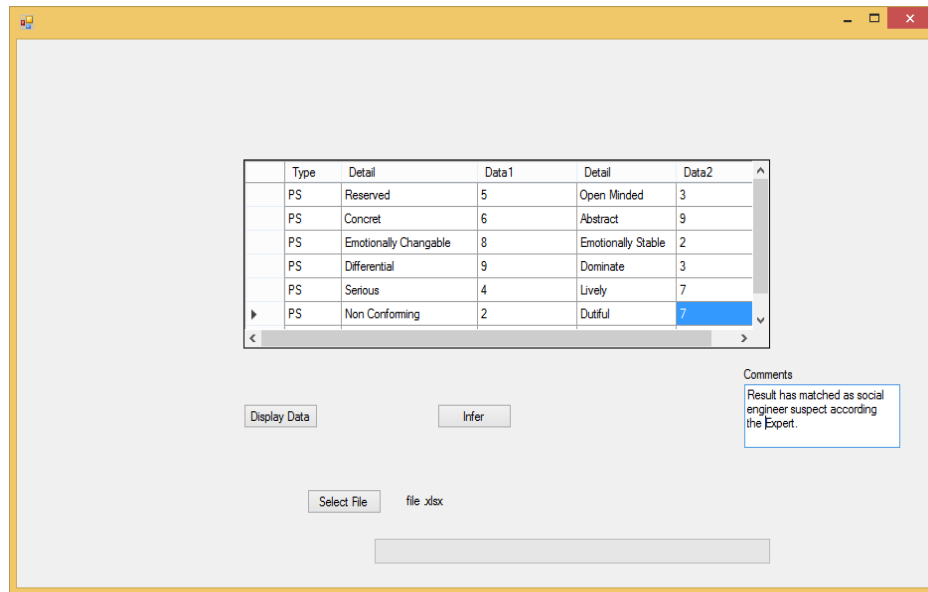 Type Detail Data1 Detail Data2
PS Reserved 5 Open Minded 3
PS Concret 6 Abstract 9
PS Emotionally Changable 8 Emotionally Stable 2
PS Differential 9 Dominate 3
PS Serious 4 Lively 7
PS Non Conforming 2 Dutiful 7
Comments
Result has matched as social
engineer suspect according
the Expert.
Display Data Infer
Select File file .xlsx